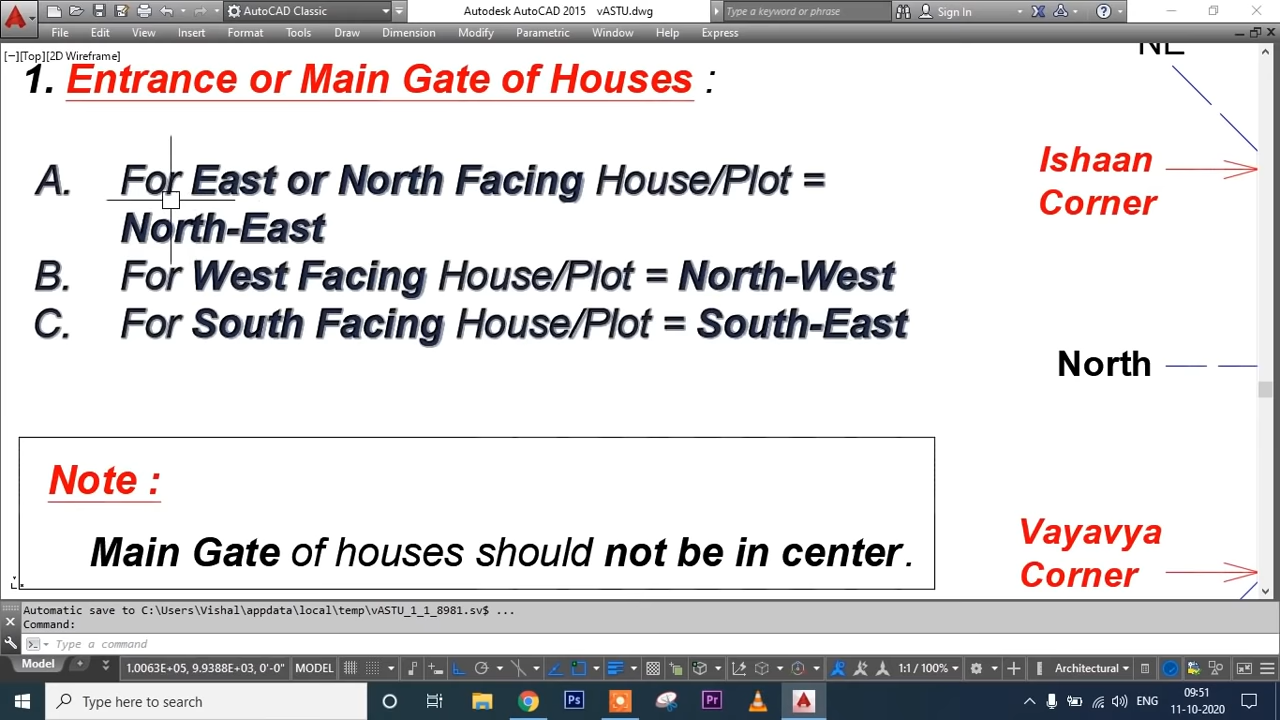 AutoCAD Classic
Autodesk AutoCAD 2015 vASTU.dwg
Type a keyword or phrase
Sign In
File Edit View Insert Format Tools Draw Dimension Modify Parametric Window Help Express
[−][Top][2D Wireframe]
NE
1. Entrance or Main Gate of Houses :
A. For East or North Facing House/Plot =
North-East
B. For West Facing House/Plot = North-West
C. For South Facing House/Plot = South-East
Ishaan
Corner
North
Note :
Main Gate of houses should not be in center.
Vayavya
Corner
Automatic save to C:\Users\Vishal\appdata\local\temp\vASTU_1_1_8981.sv$ ...
Command:
Type a command
Model
1.0063E+05, 9.9388E+03, 0'-0" MODEL
1:1 / 100%
Architectural
Type here to search
Ps
Pr
ENG
09:51
11-10-2020